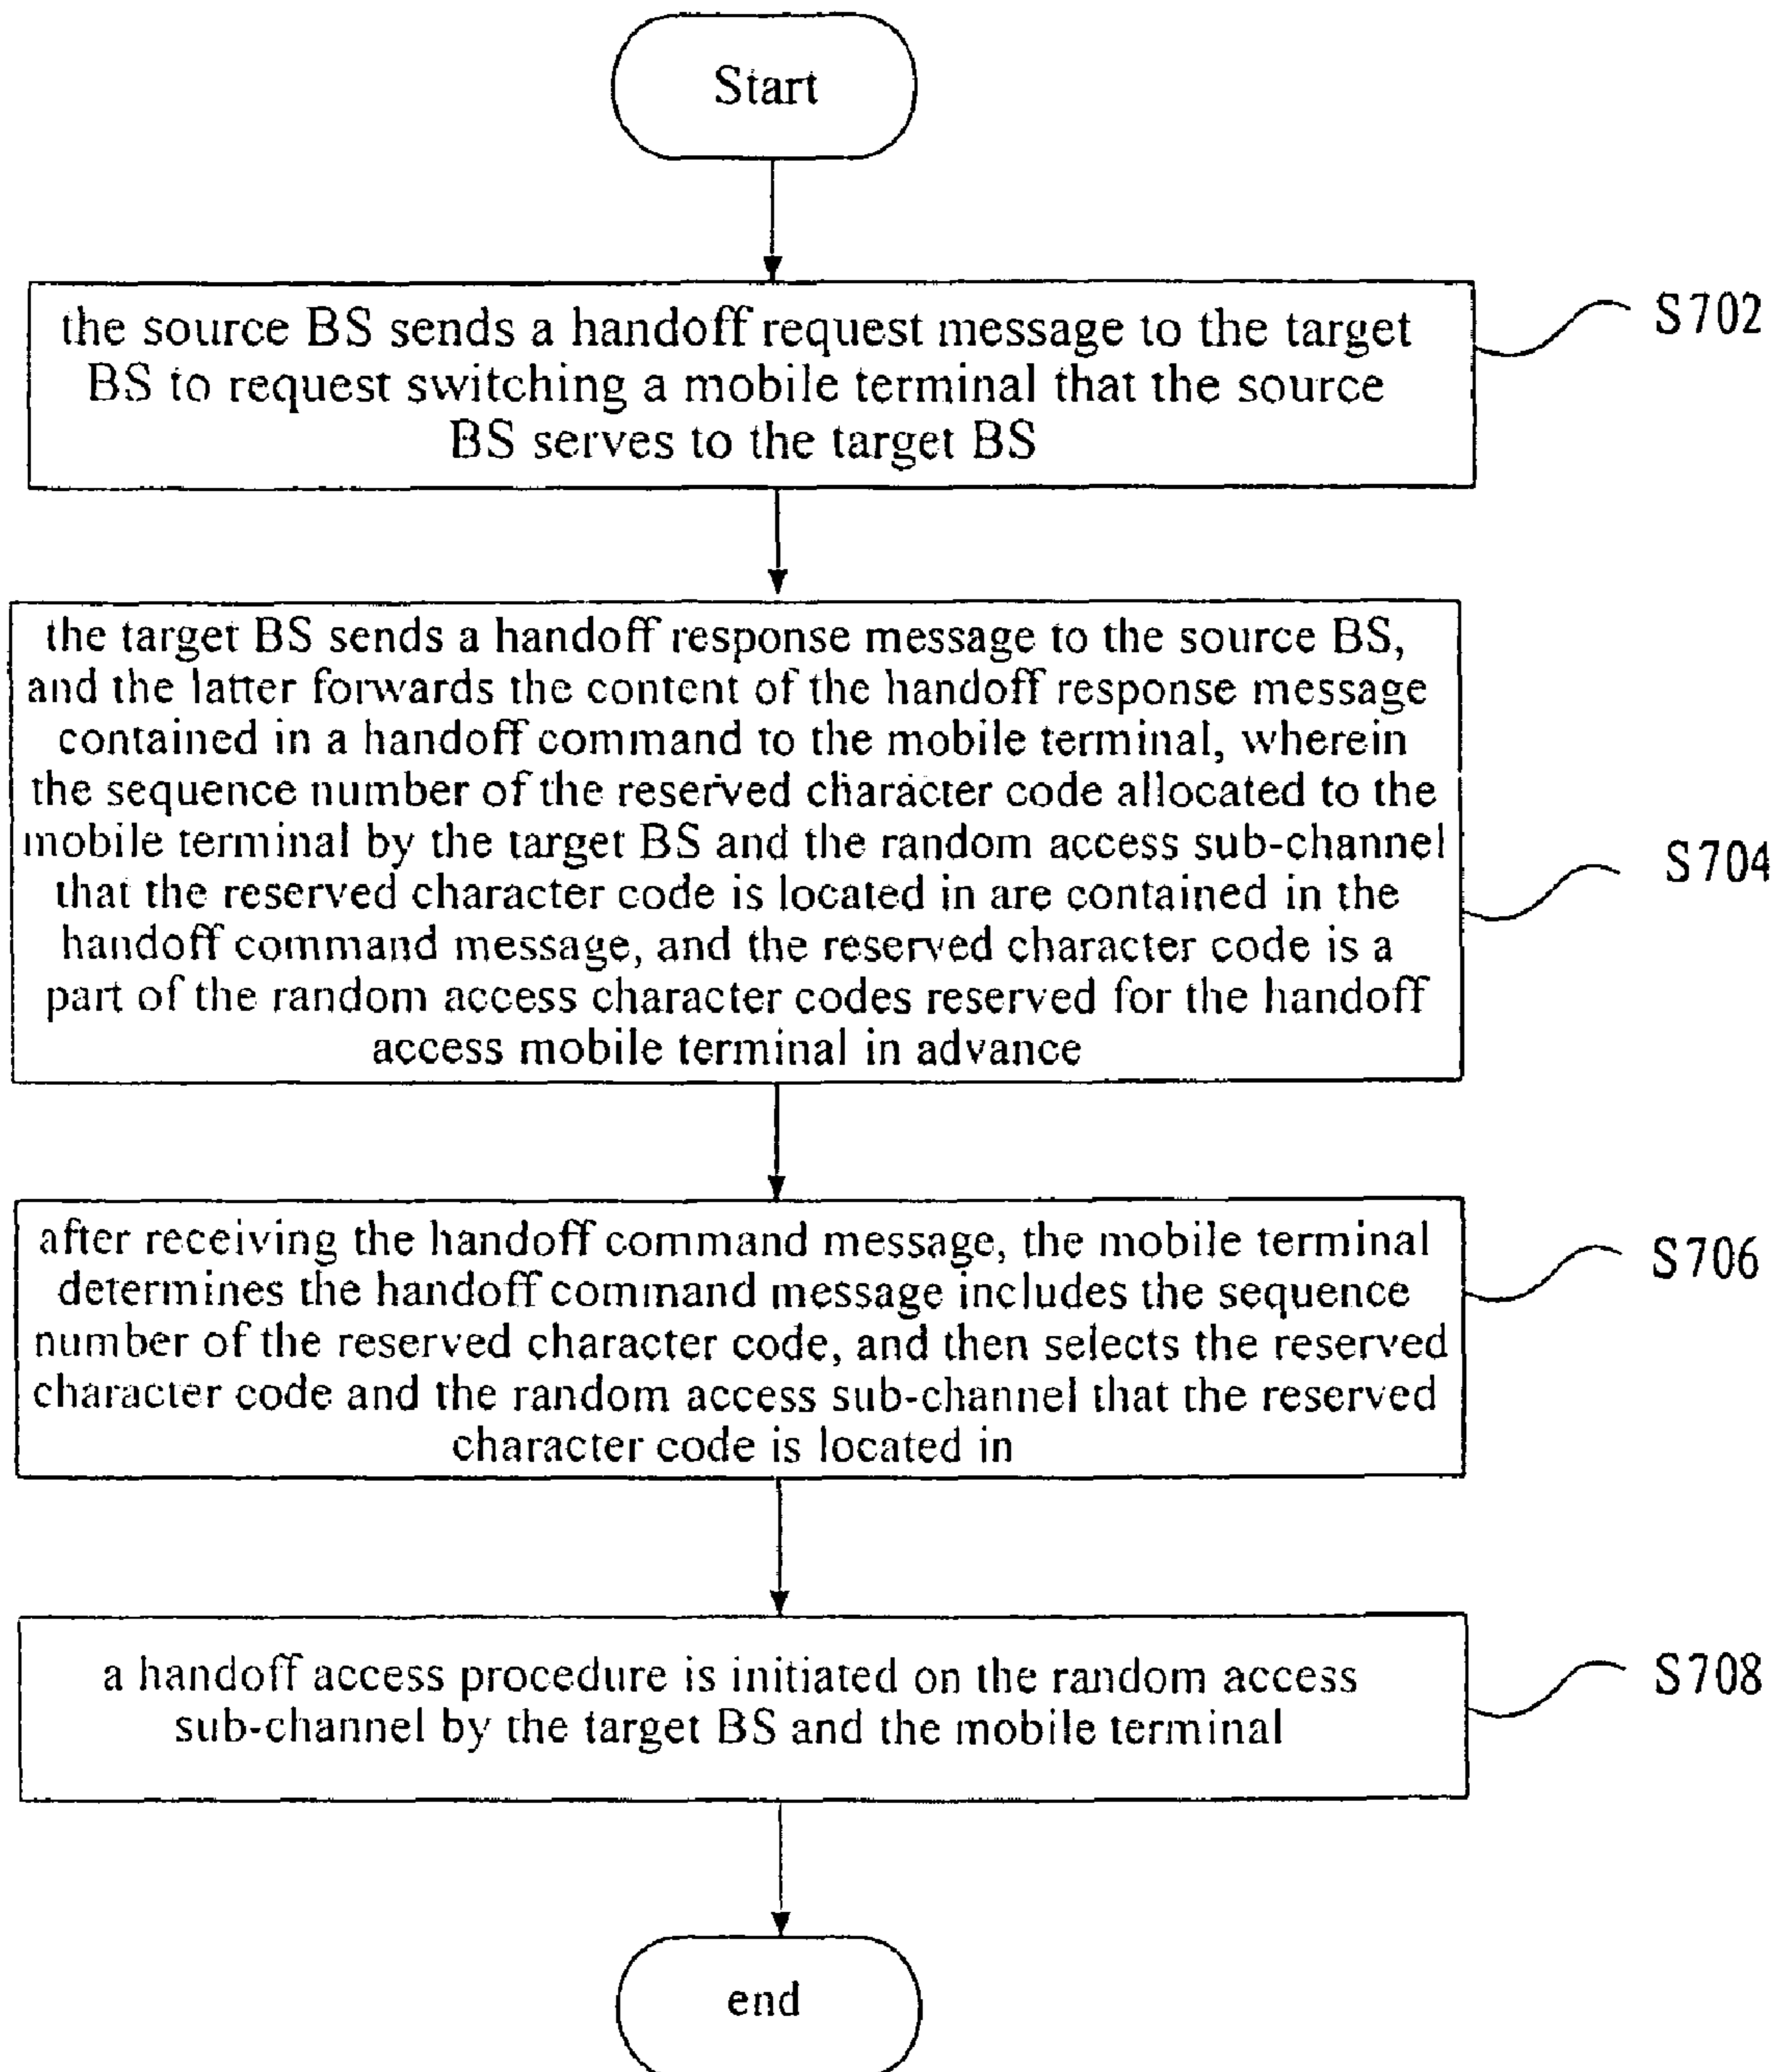 Start
the source BS sends a handoff request message to the target
BS to request switching a mobile terminal that the source
BS serves to the target BS
S702
the target BS sends a handoff response message to the source BS,
and the latter forwards the content of the handoff response message
contained in a handoff command to the mobile terminal, wherein
the sequence number of the reserved character code allocated to the
mobile terminal by the target BS and the random access sub-channel
that the reserved character code is located in are contained in the
handoff command message, and the reserved character code is a
part of the random access character codes reserved for the handoff
access mobile terminal in advance
S704
after receiving the handoff command message, the mobile terminal
determines the handoff command message includes the sequence
number of the reserved character code, and then selects the reserved
character code and the random access sub-channel that the reserved
character code is located in
S706
a handoff access procedure is initiated on the random access
sub-channel by the target BS and the mobile terminal
S708
end